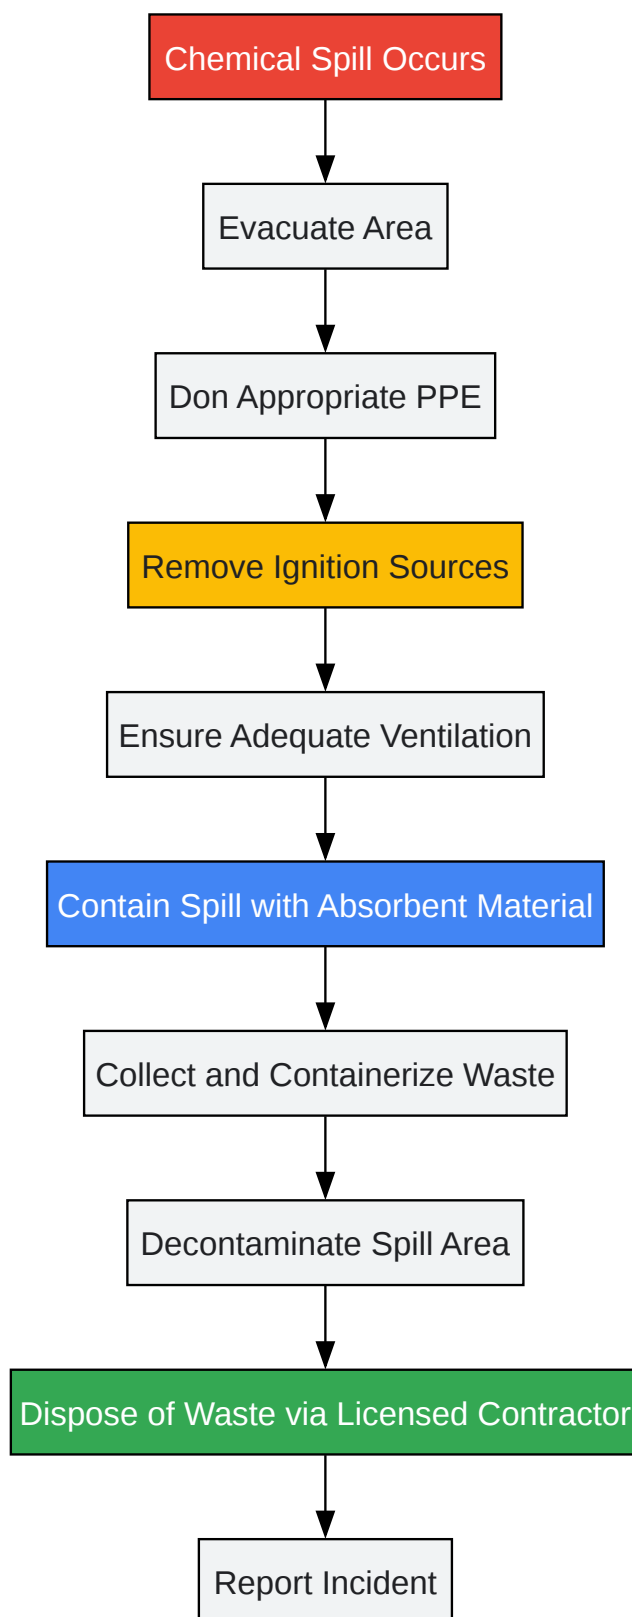 Chemical Spill Occurs
Evacuate Area
Don Appropriate PPE
Remove Ignition Sources
Ensure Adequate Ventilation
Contain Spill with Absorbent Material
Collect and Containerize Waste
Decontaminate Spill Area
Dispose of Waste via Licensed Contractor
Report Incident